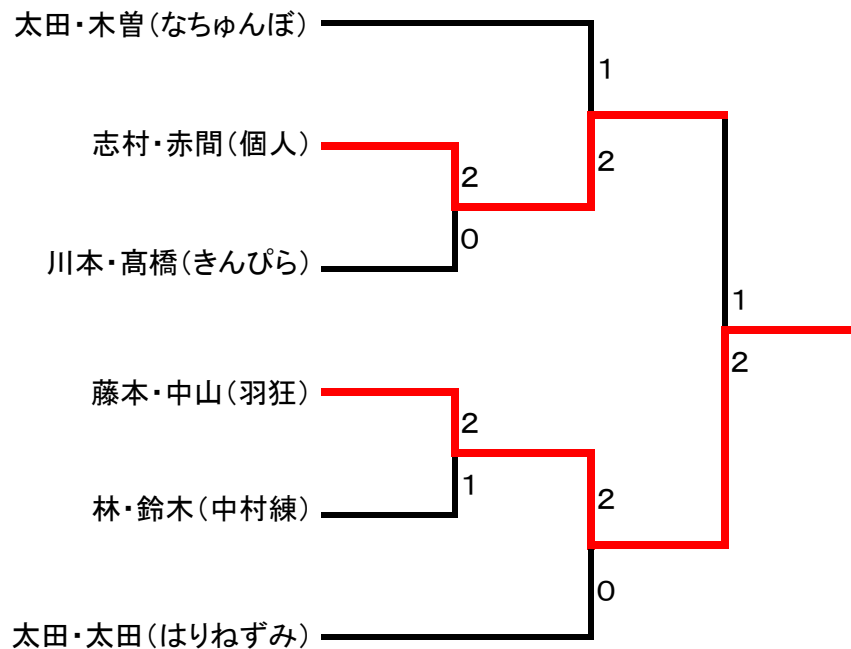 太田・木曽（なちゅんぼ）
1
志村・赤間（個人）
2
2
0
川本・髙橋（きんぴら）
1
2
藤本・中山（羽狂）
2
1
2
林・鈴木（中村練）
0
太田・太田（はりねずみ）